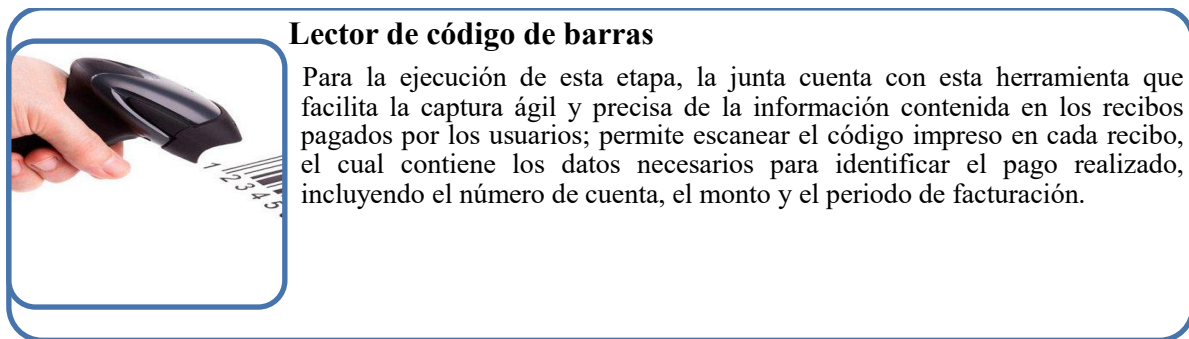 Lector de código de barras
Para la ejecución de esta etapa, la junta cuenta con esta herramienta que
facilita la captura ágil y precisa de la información contenida en los recibos
pagados por los usuarios; permite escanear el código impreso en cada recibo,
el cual contiene los datos necesarios para identificar el pago realizado,
incluyendo el número de cuenta, el monto y el periodo de facturación.
1 2345